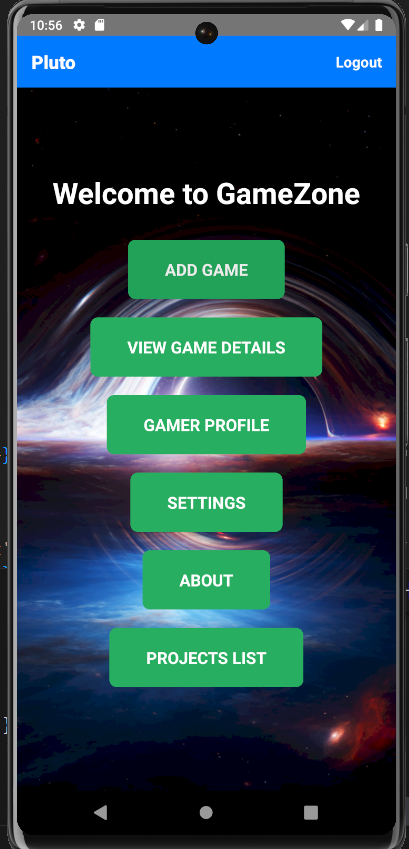 10:56
Pluto Logout
Welcome to GameZone
ADD GAME
VIEW GAME DETAILS
GAMER PROFILE
SETTINGS
ABOUT
PROJECTS LIST